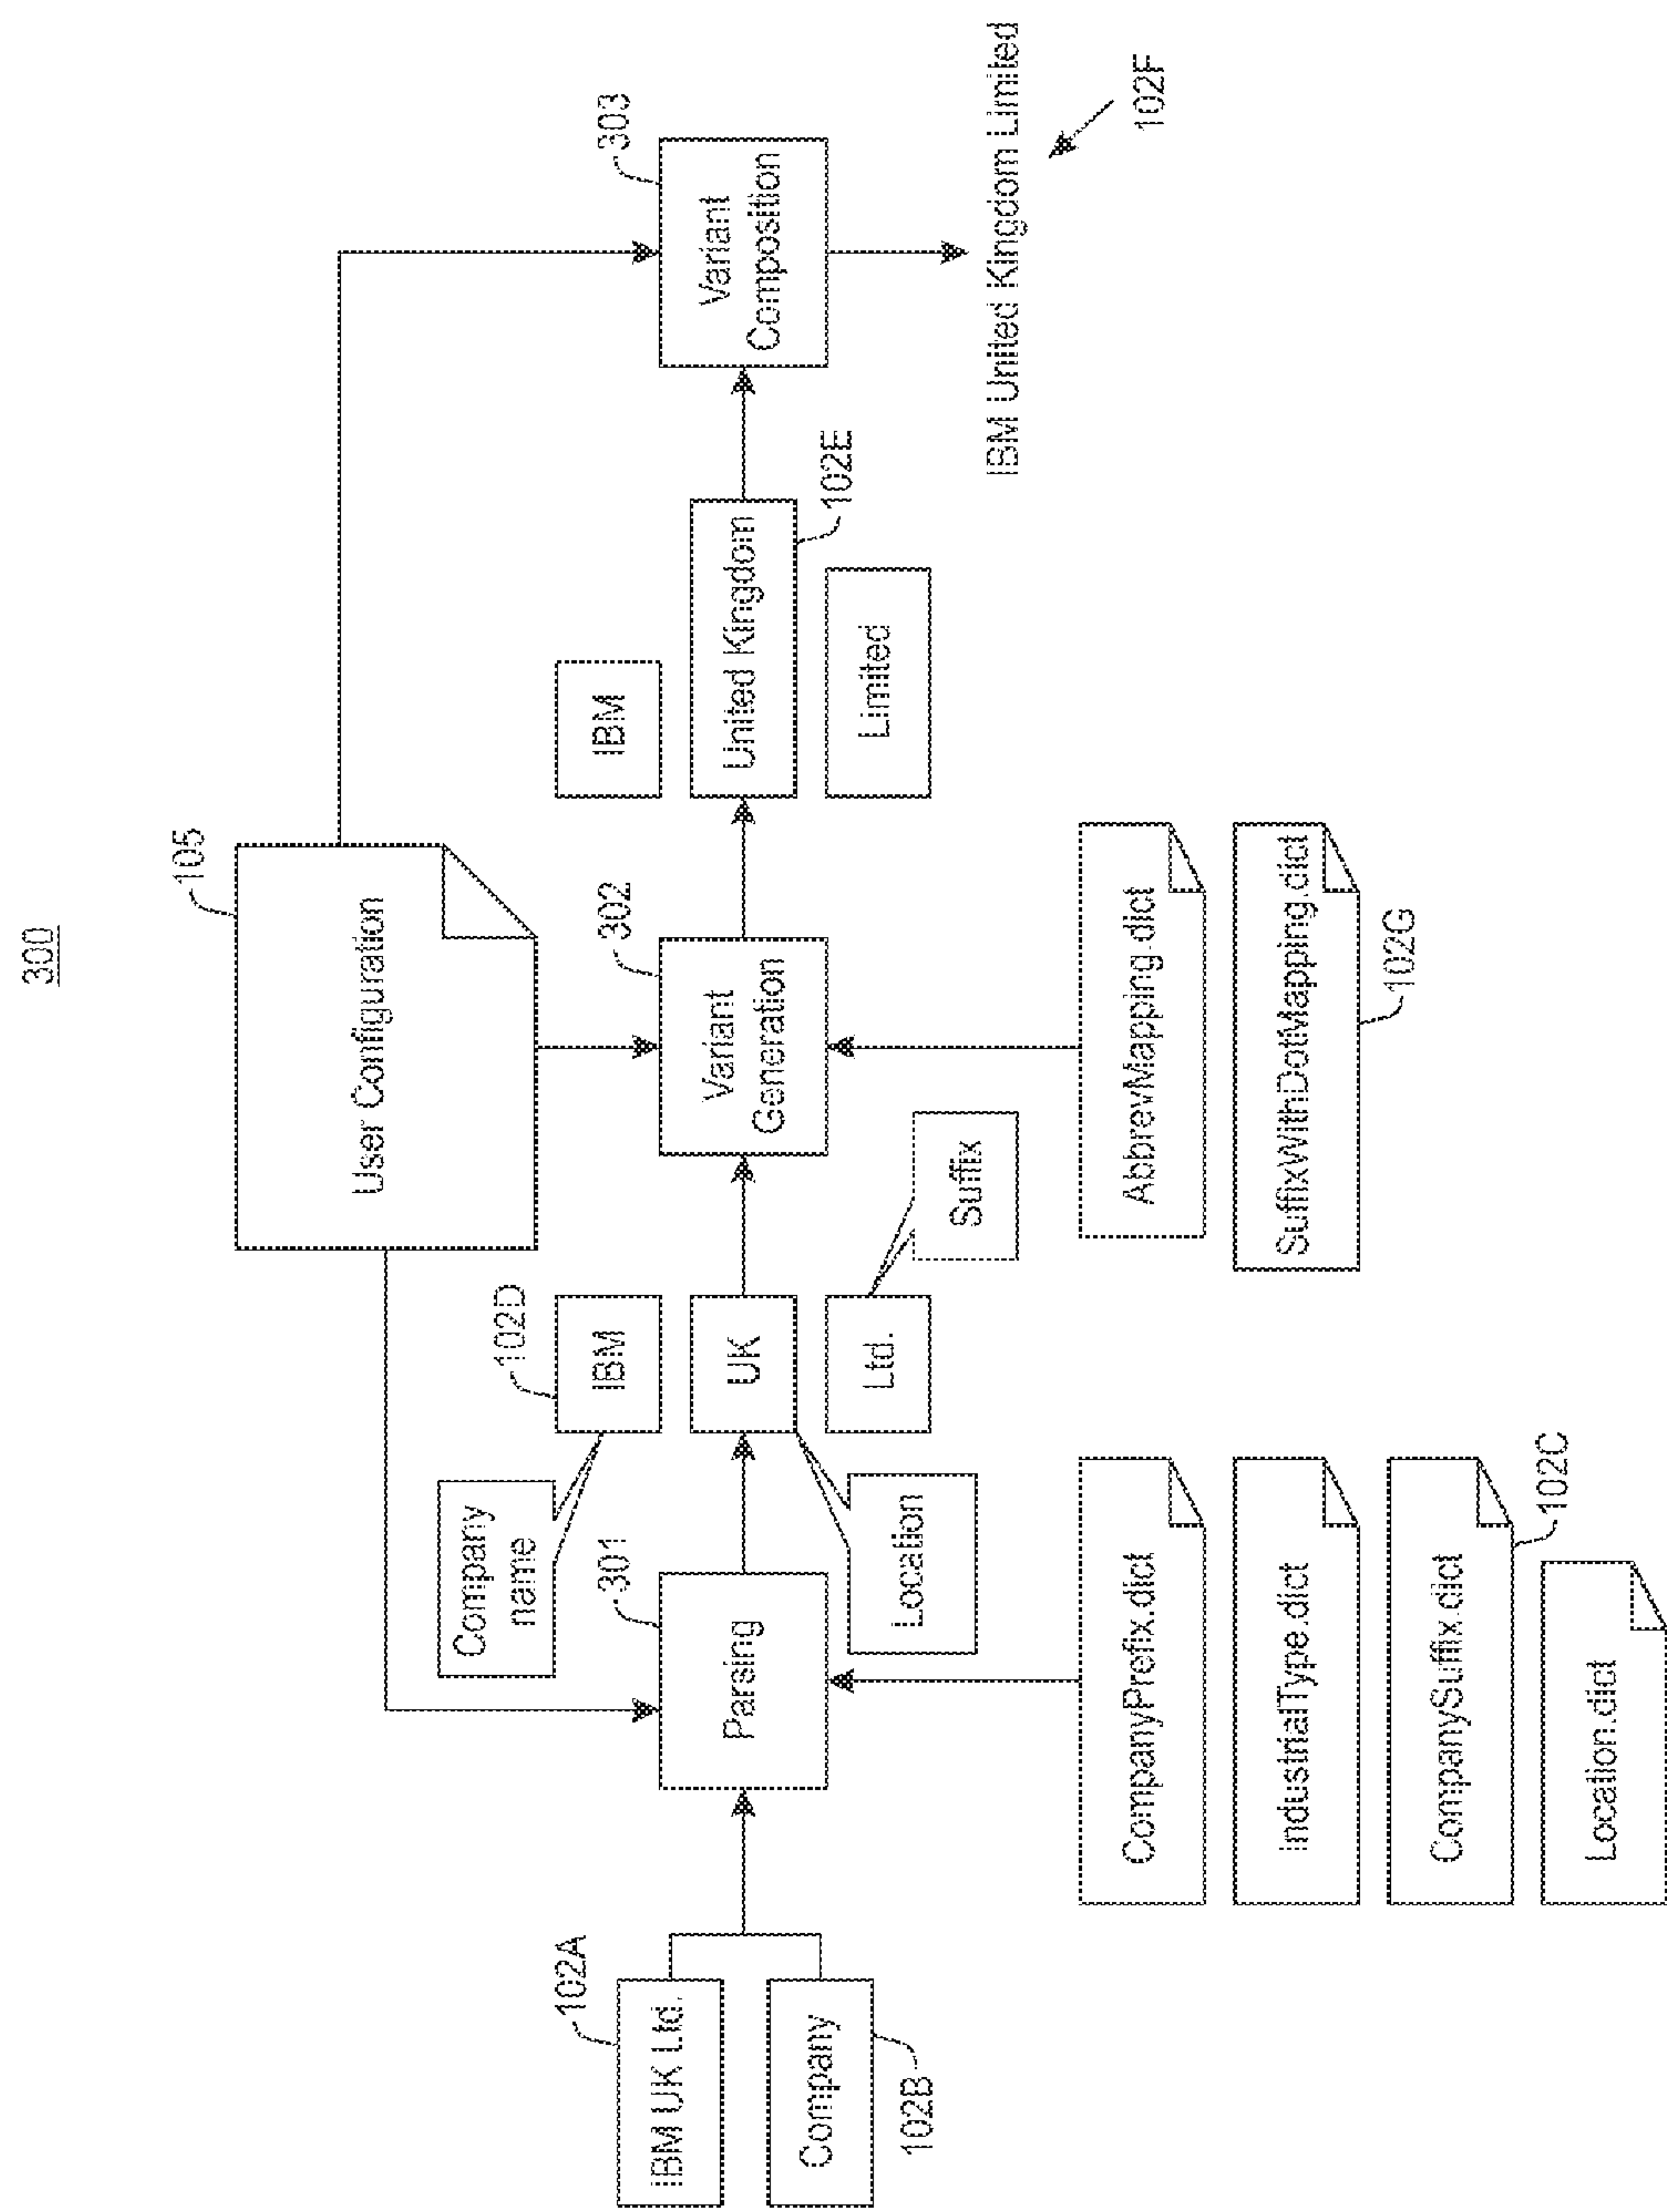 300
105
User Configuration
102A
IBM UK Ltd.
Company
102B
301
Parsing
Company
name
Location
102D
IBM
UK
Ltd.
Suffix
302
Variant
Generation
IBM
United Kingdom
102E
Limited
303
Variant
Composition
IBM United Kingdom Limited
102F
CompanyPrefix.dict
IndustrialType.dict
CompanySuffix.dict
102C
Location.dict
AbbrevMapping.dict
SuffixWithDotMapping.dict
102G